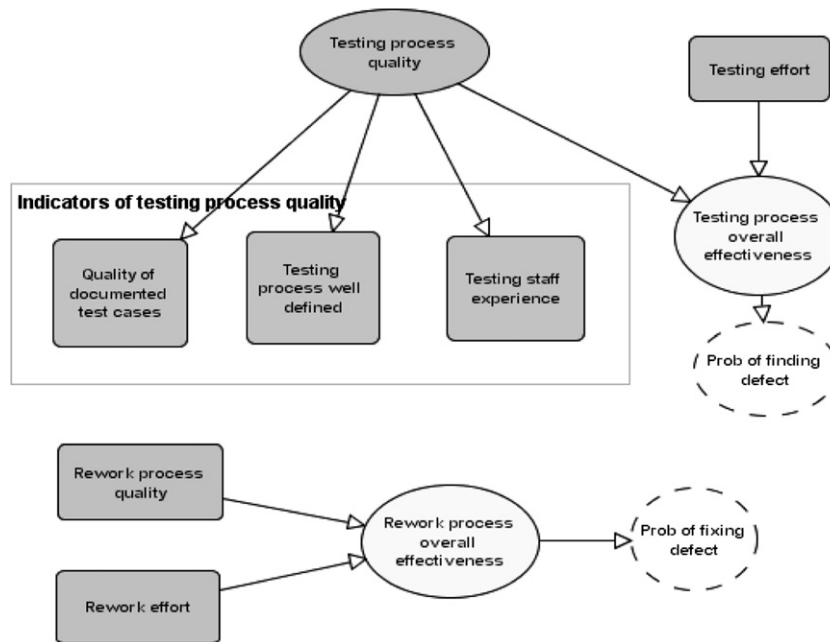 Testing process
quality
Testing effort
Indicators of testing process quality
Testing process
overall
effectiveness
Quality of
documented
test cases
Testing
process well
defined
Testing staff
experience
Prob of finding
defect
Rework process
quality
Rework process
overall
effectiveness
Prob of fixing
defect
Rework effort